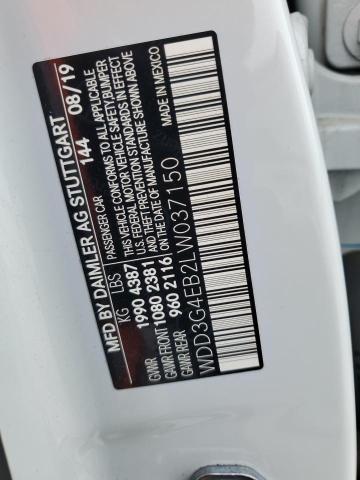 MFD BY DAIMLER AG STUTTGART
144 08/19
PASSENGER CAR
THIS VEHICLE CONFORMS TO ALL APPLICABLE
U.S. FEDERAL MOTOR VEHICLE SAFETY, BUMPER
AND THEFT PREVENTION STANDARDS IN EFFECT
ON THE DATE OF MANUFACTURE SHOWN ABOVE
KG LBS
GVWR 1990 4387
GAWR FRONT 1080 2381
GAWR REAR 960 2116
MADE IN MEXICO
WDD3G4EB2LW037150